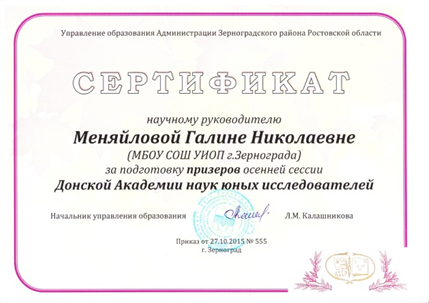 Управление образования Администрации Зерноградского района Ростовской области
СЕРТИФИКАТ
научному руководителю
Меняйловой Галине Николаевне
(МБОУ СОШ УИОП г.Зернограда)
за подготовку призеров осенней сессии
Донской Академии наук юных исследователей
Начальник управления образования Л.М. Калашникова
Приказ от 27.10.2015 № 555
г. Зерноград